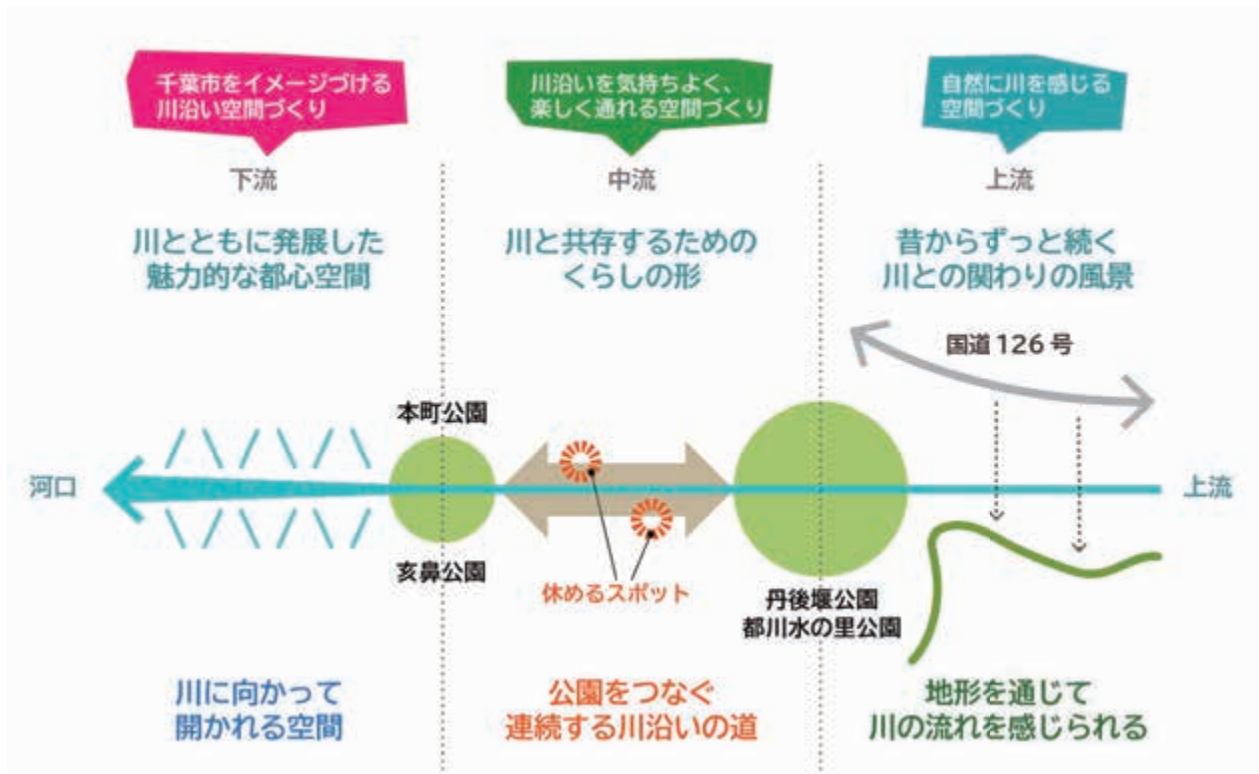 千葉市をイメージづける
川沿い空間づくり
川沿いを気持ちよく、
楽しく通れる空間づくり
自然に川を感じる
空間づくり
下流
中流
上流
川とともに発展した
魅力的な都心空間
川と共存するための
くらしの形
昔からずっと続く
川との関わりの風景
国道126号
本町公園
河口
上流
亥鼻公園
休めるスポット
丹後堰公園
都川水の里公園
川に向かって
開かれる空間
公園をつなぐ
連続する川沿いの道
地形を通じて
川の流れを感じられる